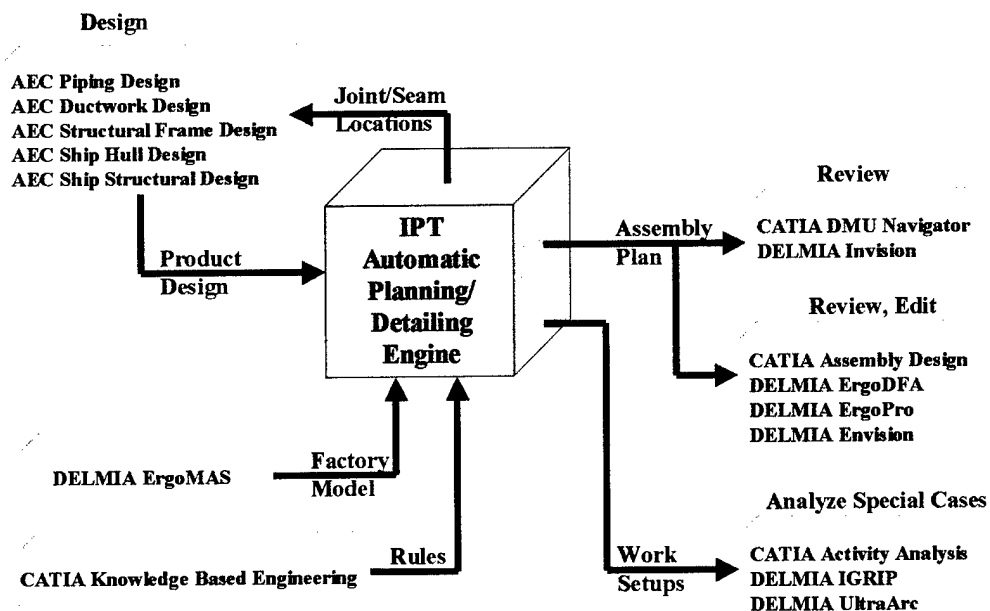 Design
AEC Piping Design
AEC Ductwork Design
AEC Structural Frame Design
AEC Ship Hull Design
AEC Ship Structural Design
Joint/Seam
Locations
Product
Design
IPT
Automatic
Planning/
Detailing
Engine
Assembly
Plan
Review
CATIA DMU Navigator
DELMIA Invision
Review, Edit
CATIA Assembly Design
DELMIA ErgoDFA
DELMIA ErgoPro
DELMIA Envision
DELMIA ErgoMAS
Factory
Model
CATIA Knowledge Based Engineering
Rules
Work
Setups
Analyze Special Cases
CATIA Activity Analysis
DELMIA IGRIP
DELMIA UltraArc